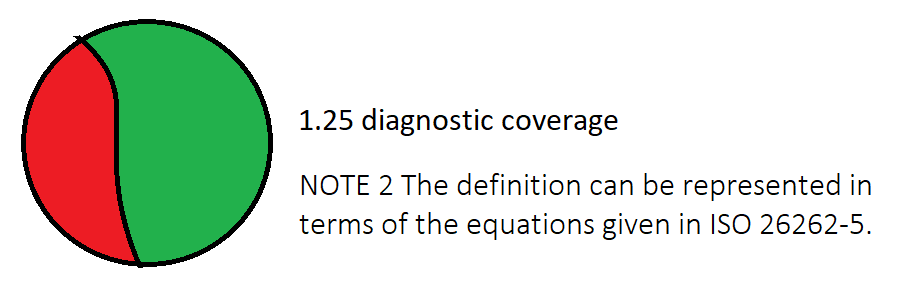 1.25 diagnostic coverage
NOTE 2 The definition can be represented in
terms of the equations given in ISO 26262-5.